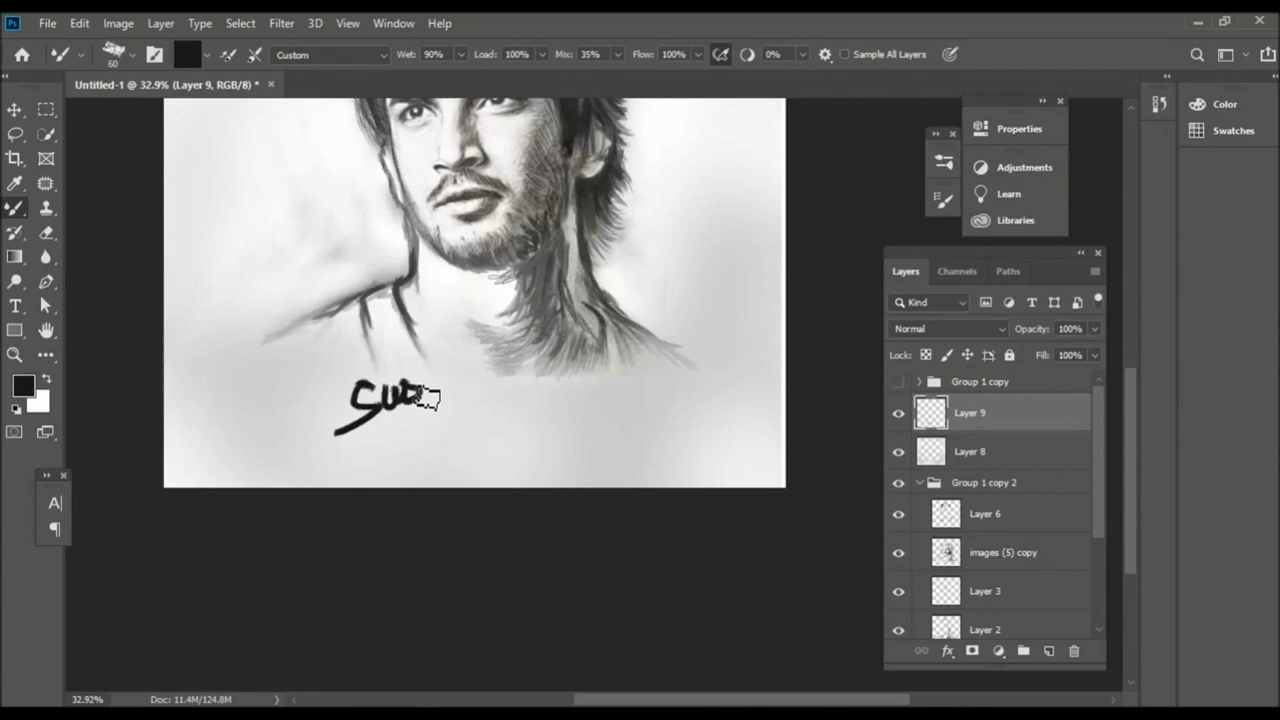 Ps File Edit Image Layer Type Select Filter 3D View Window Help
60 Custom Wet: 90% Load: 100% Mix: 35% Flow: 100% 0% Sample All Layers
Untitled-1 @ 32.9% (Layer 9, RGB/8) *
Properties
Adjustments
Learn
Libraries
Color
Swatches
Layers Channels Paths
Kind
Normal Opacity: 100%
Lock: Fill: 100%
Group 1 copy
Layer 9
Layer 8
Group 1 copy 2
Layer 6
images (5) copy
Layer 3
Layer 2
fx
A
32.92% Doc: 11.4M/124.8M